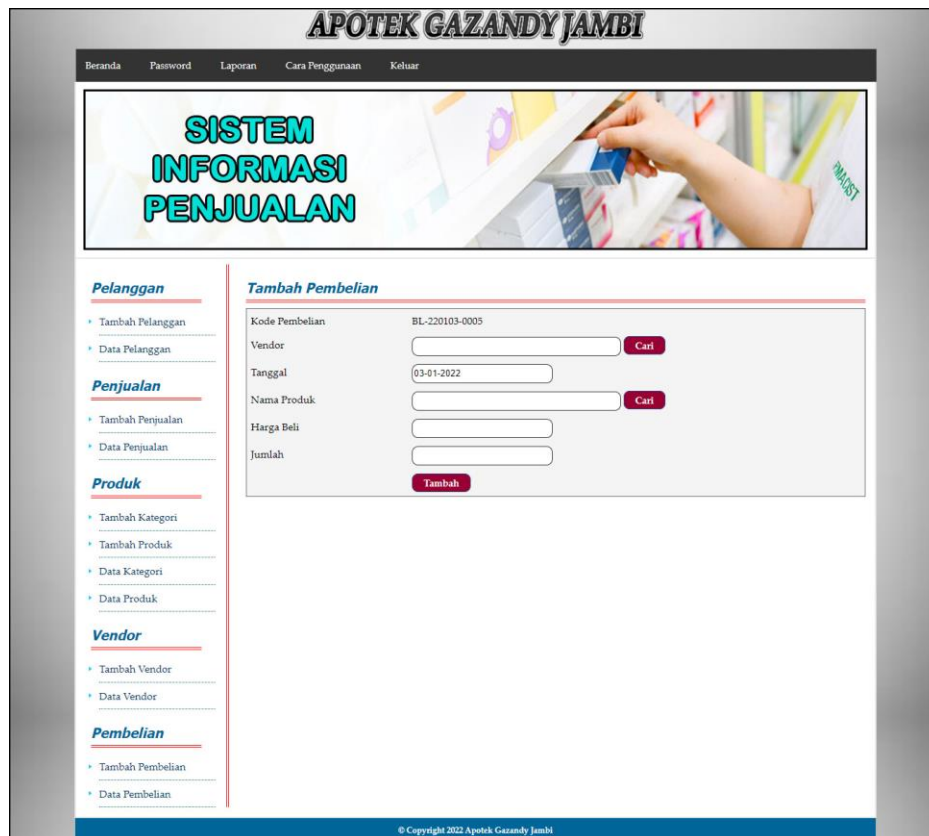 APOTEK GAZANDY JAMBI
Beranda Password Laporan Cara Penggunaan Keluar
SISTEM
INFORMASI
PENJUALAN
Pelanggan
Tambah Pelanggan
Data Pelanggan
Penjualan
Tambah Penjualan
Data Penjualan
Produk
Tambah Kategori
Tambah Produk
Data Kategori
Data Produk
Vendor
Tambah Vendor
Data Vendor
Pembelian
Tambah Pembelian
Data Pembelian
Tambah Pembelian
Kode Pembelian BL-220103-0005
Vendor Cari
Tanggal 03-01-2022
Nama Produk Cari
Harga Beli
Jumlah
Tambah
© Copyright 2022 Apotek Gazandy Jambi